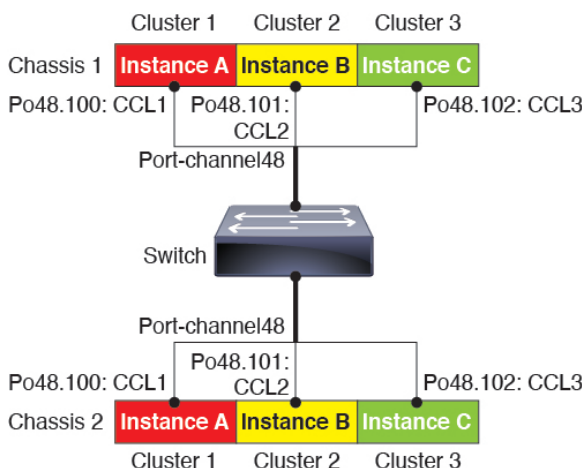 Cluster 1 Cluster 2 Cluster 3
Chassis 1 Instance A Instance B Instance C
Po48.100: CCL1 Po48.101: CCL2 Po48.102: CCL3
Port-channel48
Switch
Port-channel48
Po48.100: CCL1 Po48.101: CCL2 Po48.102: CCL3
Chassis 2 Instance A Instance B Instance C
Cluster 1 Cluster 2 Cluster 3